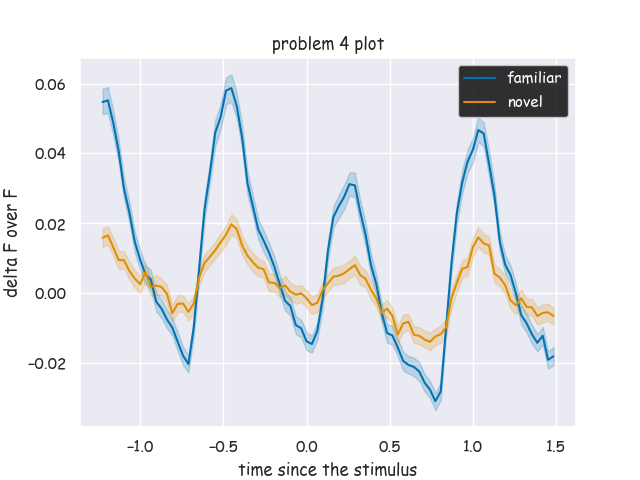 problem 4 plot
familiar
novel
0.06
0.04
0.02
0.00
−0.02
delta F over F
−1.0 −0.5 0.0 0.5 1.0 1.5
time since the stimulus